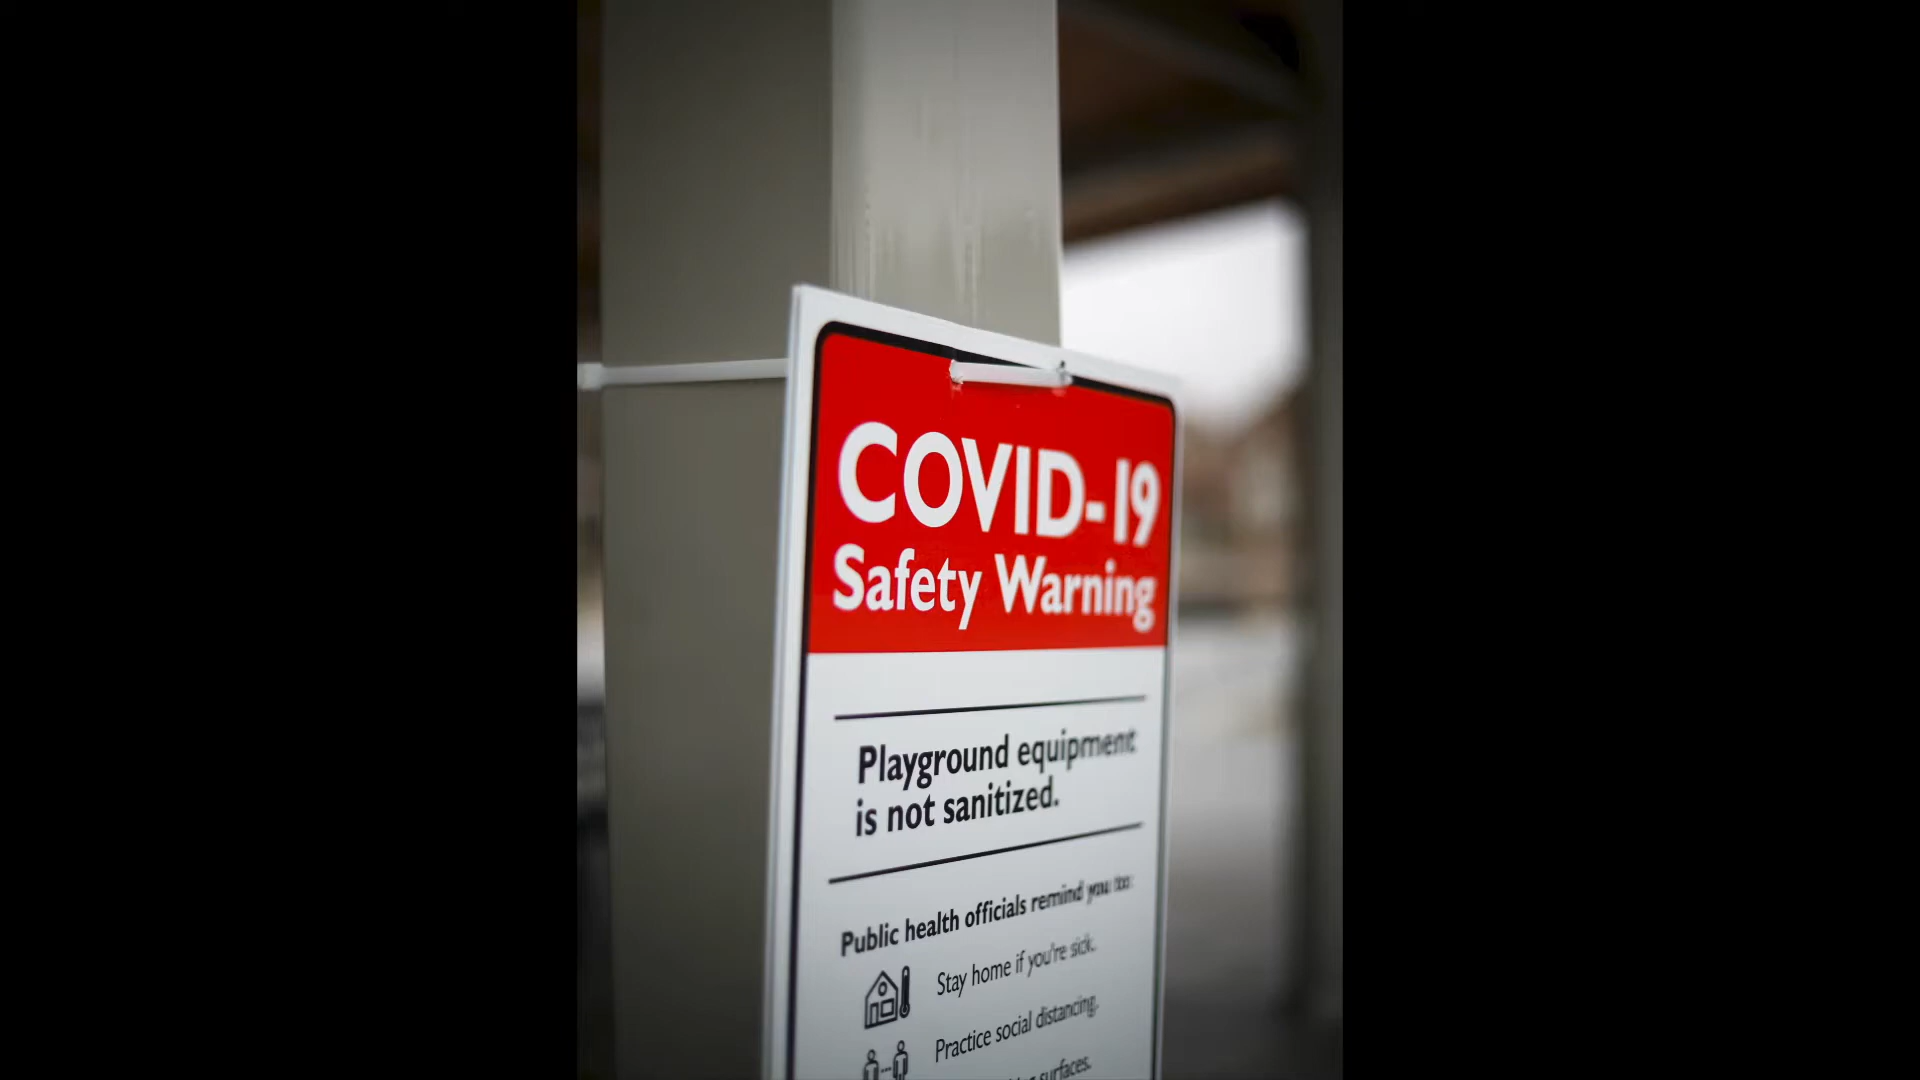 COVID-19
Safety Warning
Playground equipment
is not sanitized.
Public health officials remind you to:
Stay home if you're sick.
Practice social distancing.
surfaces.